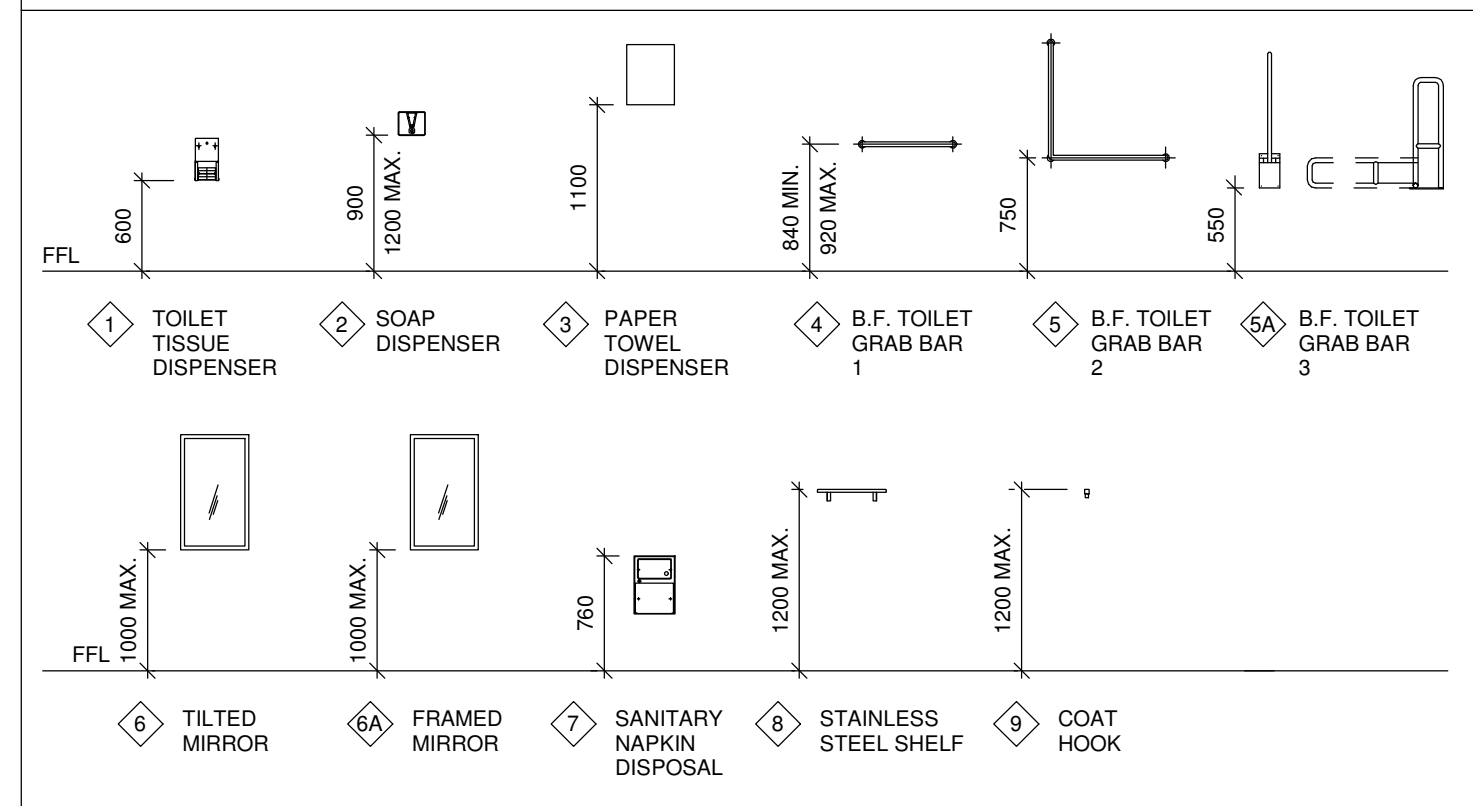 600
900
1200 MAX.
1100
840 MIN.
920 MAX.
750
550
FFL
1 TOILET
TISSUE
DISPENSER
2 SOAP
DISPENSER
3 PAPER
TOWEL
DISPENSER
4 B.F. TOILET
GRAB BAR
1
5 B.F. TOILET
GRAB BAR
2
5A B.F. TOILET
GRAB BAR
3
1000 MAX.
1000 MAX.
760
1200 MAX.
1200 MAX.
FFL
6 TILTED
MIRROR
6A FRAMED
MIRROR
7 SANITARY
NAPKIN
DISPOSAL
8 STAINLESS
STEEL SHELF
9 COAT
HOOK